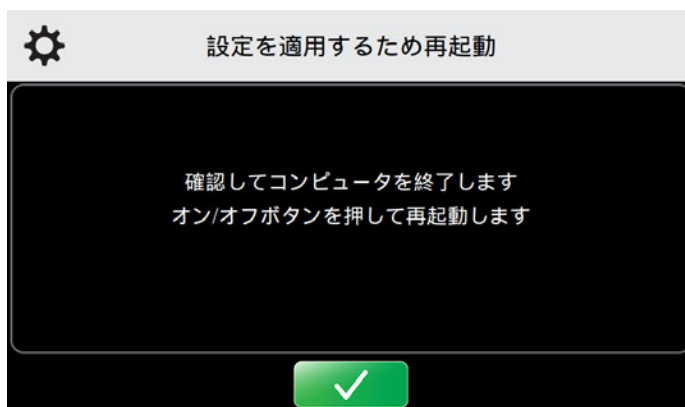 設定を適用するため再起動
確認してコンピュータを終了します
オン/オフボタンを押して再起動します